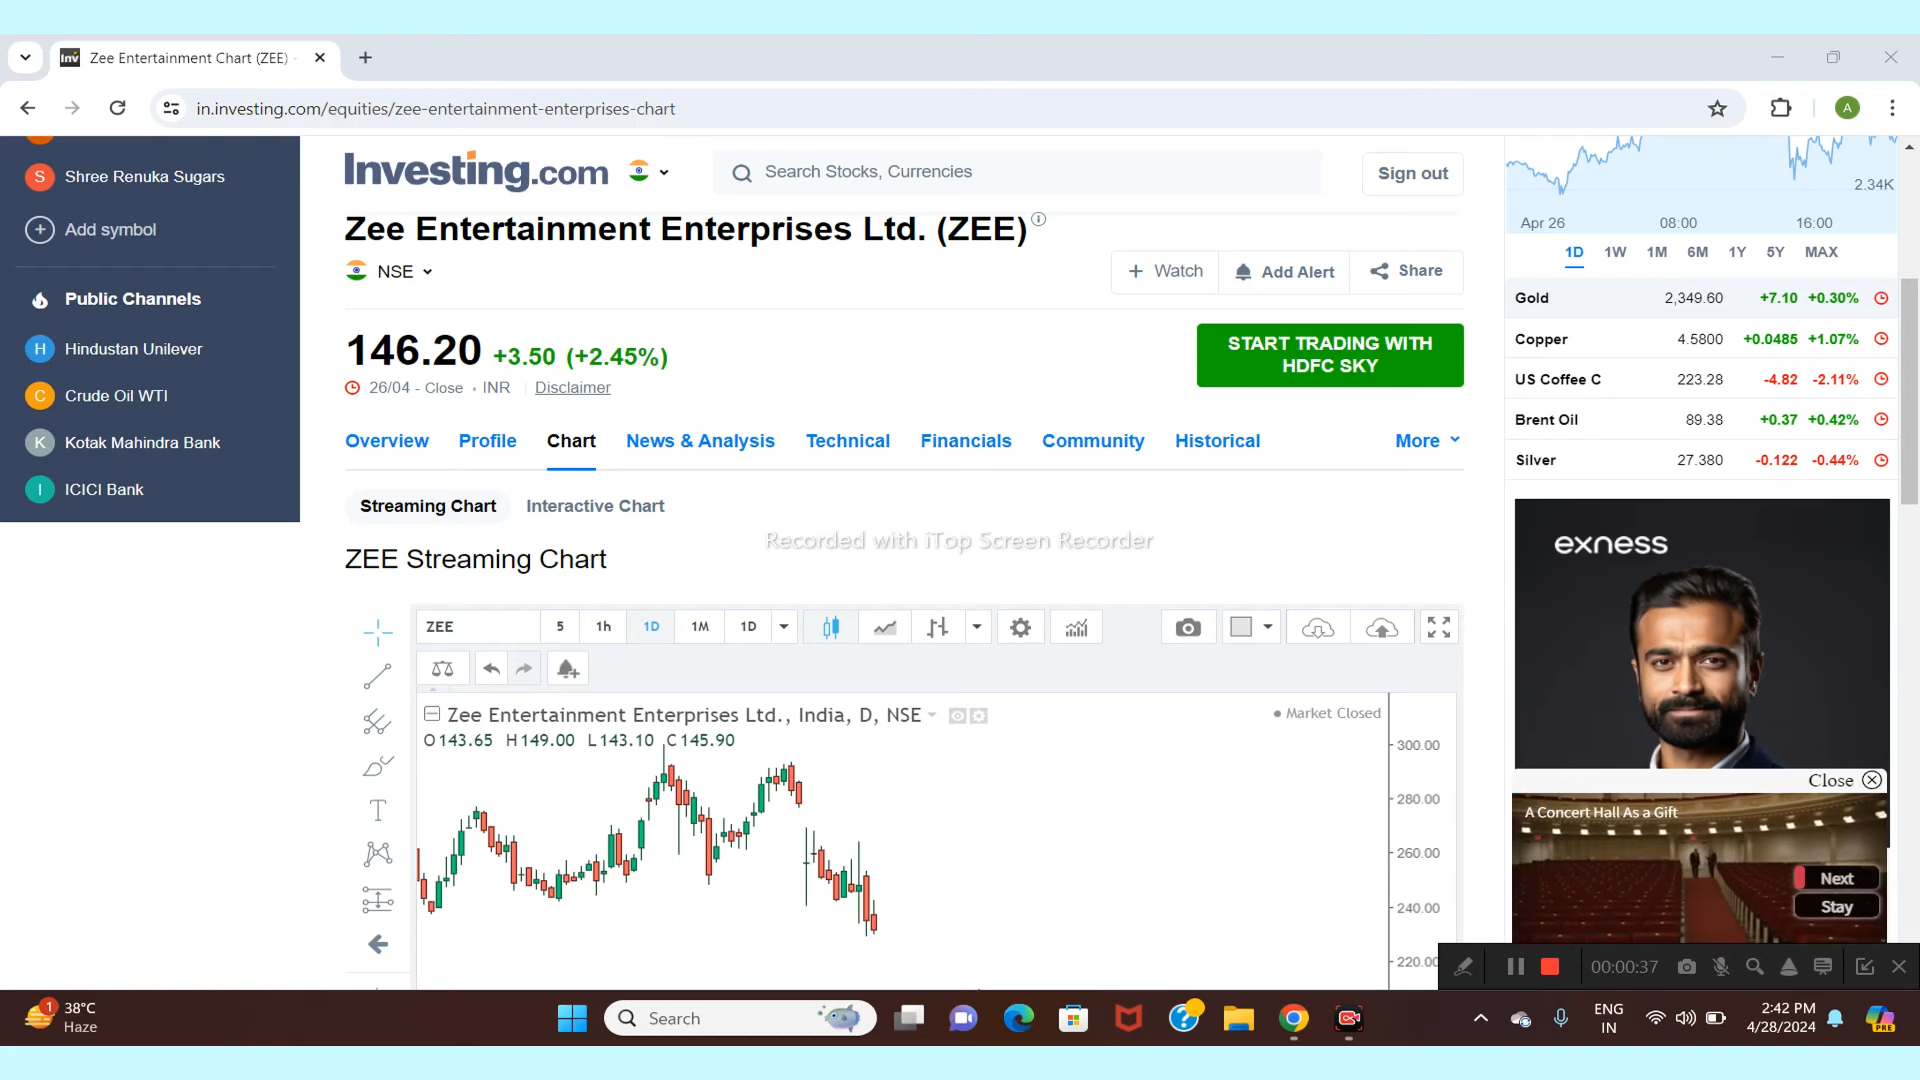 Zee Entertainment Chart (ZEE) -
in.investing.com/equities/zee-entertainment-enterprises-chart
A
S Shree Renuka Sugars
+ Add symbol
Public Channels
H Hindustan Unilever
C Crude Oil WTI
K Kotak Mahindra Bank
I ICICI Bank
Investing.com
Search Stocks, Currencies
Sign out
Zee Entertainment Enterprises Ltd. (ZEE)
NSE
+ Watch
Add Alert
Share
146.20 +3.50 (+2.45%)
26/04 - Close • INR Disclaimer
START TRADING WITH
HDFC SKY
Overview Profile Chart News & Analysis Technical Financials Community Historical More
Streaming Chart Interactive Chart
Recorded with iTop Screen Recorder
ZEE Streaming Chart
ZEE 5 1h 1D 1M 1D
Zee Entertainment Enterprises Ltd., India, D, NSE
• Market Closed
O143.65 H149.00 L143.10 C145.90
300.00
280.00
260.00
240.00
220.00
2.34K
Apr 26 08:00 16:00
1D 1W 1M 6M 1Y 5Y MAX
Gold 2,349.60 +7.10 +0.30%
Copper 4.5800 +0.0485 +1.07%
US Coffee C 223.28 -4.82 -2.11%
Brent Oil 89.38 +0.37 +0.42%
Silver 27.380 -0.122 -0.44%
exness
Close
A Concert Hall As a Gift
Next
Stay
00:00:37
1 38°C
Haze
Search
ENG
IN
2:42 PM
4/28/2024
PRE